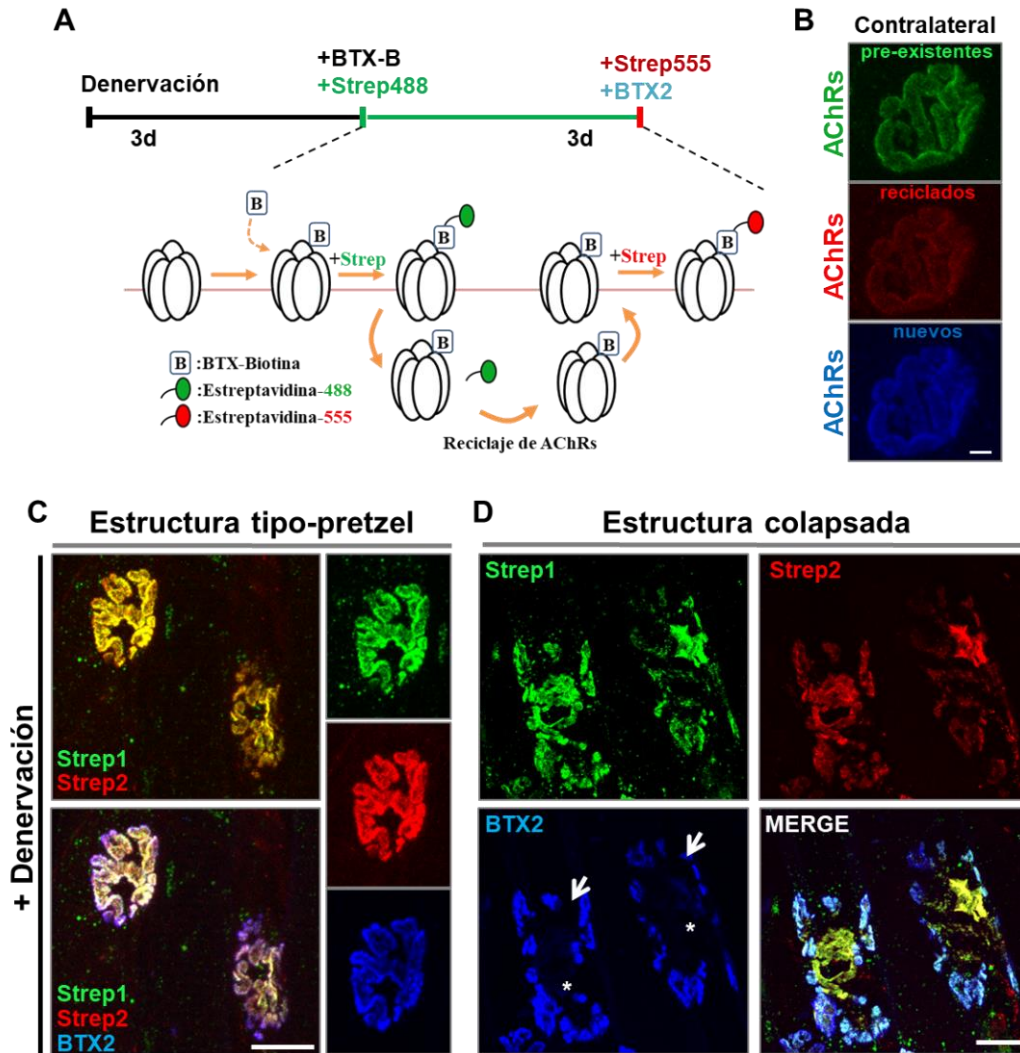 A
Denervación
+BTX-B
+Strep488
+Strep555
+BTX2
3d
3d
B
B
B
B
B
+Strep
+Strep
B
B
B :BTX-Biotina
:Estreptavidina-488
:Estreptavidina-555
Reciclaje de AChRs
B
Contralateral
AChRs
pre-existentes
AChRs
reciclados
AChRs
nuevos
C
Estructura tipo-pretzel
+ Denervación
Strep1
Strep2
Strep1.
Strep2
BTX2
D
Estructura colapsada
Strep1
Strep2
BTX2
*
*
MERGE